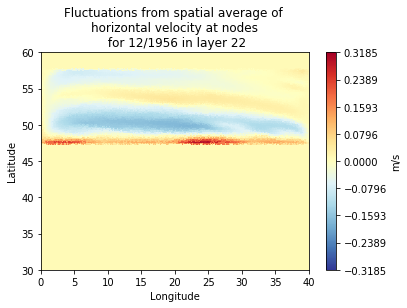 Fluctuations from spatial average of
horizontal velocity at nodes
for 12/1956 in layer 22
60
55
50
45
40
35
30
Latitude
0 5 10 15 20 25 30 35 40
Longitude
0.3185
0.2389
0.1593
0.0796
0.0000
−0.0796
−0.1593
−0.2389
−0.3185
m/s